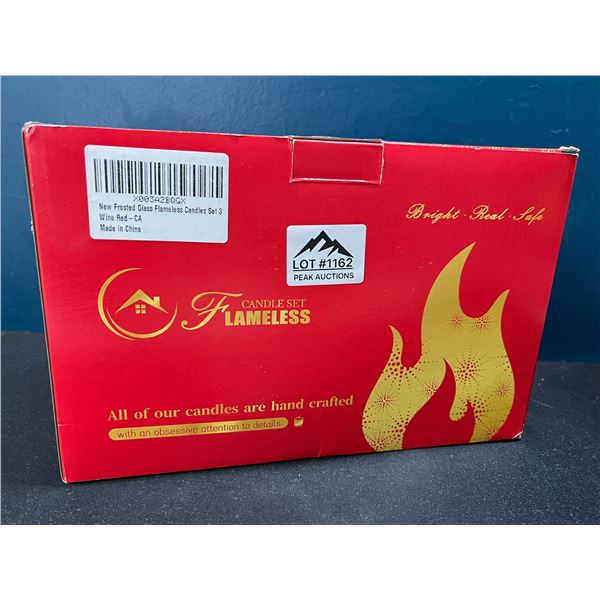 X003A2BOGX
New Frosted Glass Flameless Candles Set 3
Wine Red-CA
Made in China
Bright · Real · Safe
LOT #1162
PEAK AUCTIONS
CANDLE SET
FLAMELESS
All of our candles are hand crafted
with an obsessive attention to details